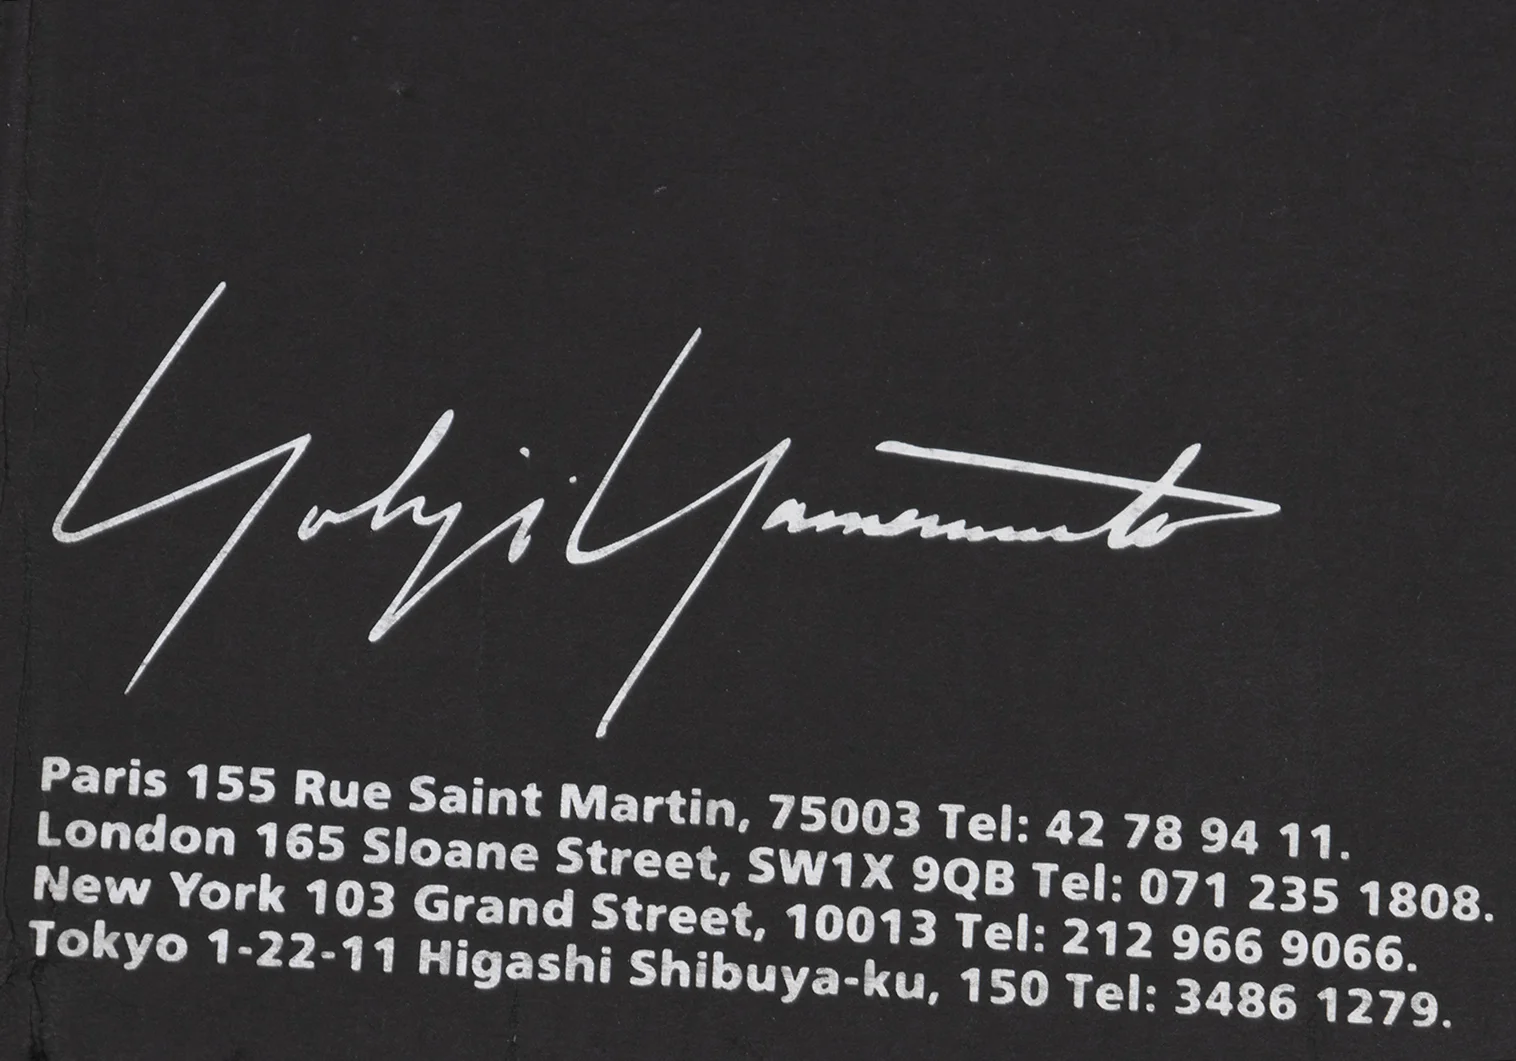 Yohji Yamamoto
Paris 155 Rue Saint Martin, 75003 Tel: 42 78 94 11.
London 165 Sloane Street, SW1X 9QB Tel: 071 235 1808.
New York 103 Grand Street, 10013 Tel: 212 966 9066.
Tokyo 1-22-11 Higashi Shibuya-ku, 150 Tel: 3486 1279.